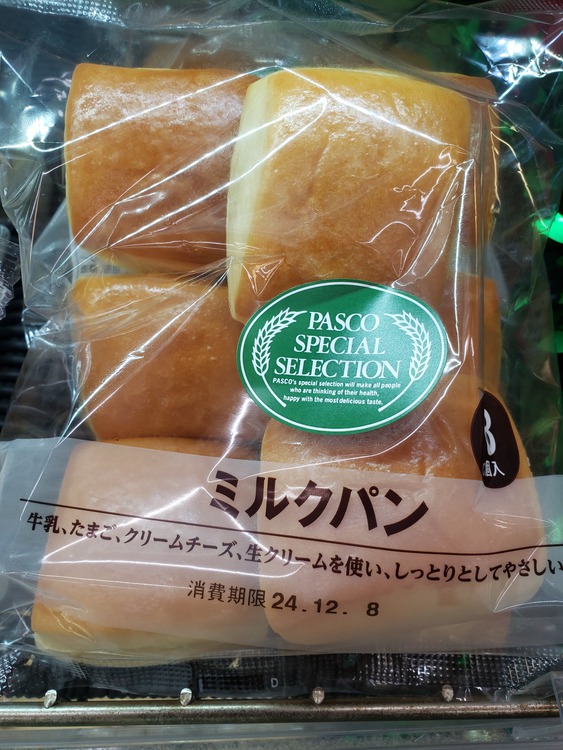 PASCO
SPECIAL
SELECTION
PASCO's special selection will make all people
who are thinking of their health,
happy with the most delicious taste.
個入
ミルクパン
牛乳、たまご、クリームチーズ、生クリームを使い、しっとりとしてやさしい
消費期限 24.12. 8